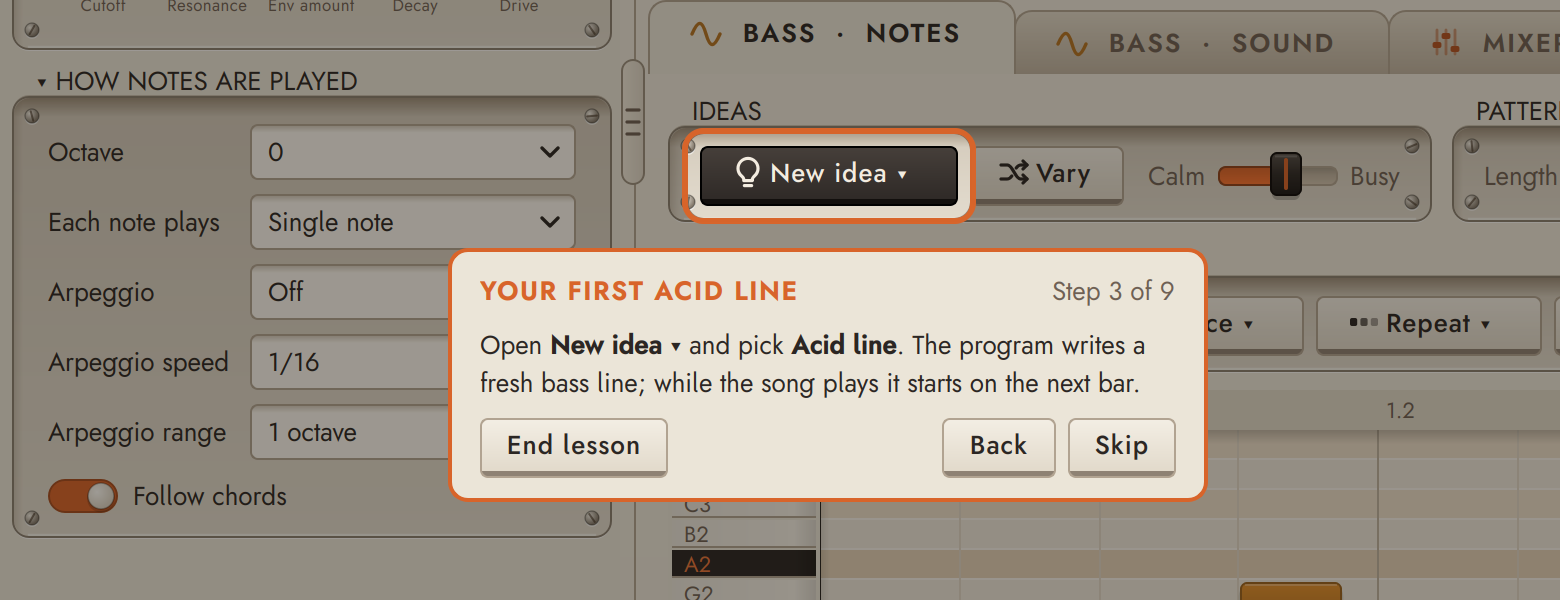 Cutoff Resonance Env amount Decay Drive
▾ HOW NOTES ARE PLAYED
Octave 0
Each note plays Single note
Arpeggio Off
Arpeggio speed 1/16
Arpeggio range 1 octave
Follow chords
BASS · NOTES
BASS · SOUND
MIXER
IDEAS
New idea ▾
Vary
Calm
Busy
Length
YOUR FIRST ACID LINE
Step 3 of 9
Open New idea ▾ and pick Acid line. The program writes a
fresh bass line; while the song plays it starts on the next bar.
End lesson
Back
Skip
Repeat ▾
1.2
C3
B2
A2
G2